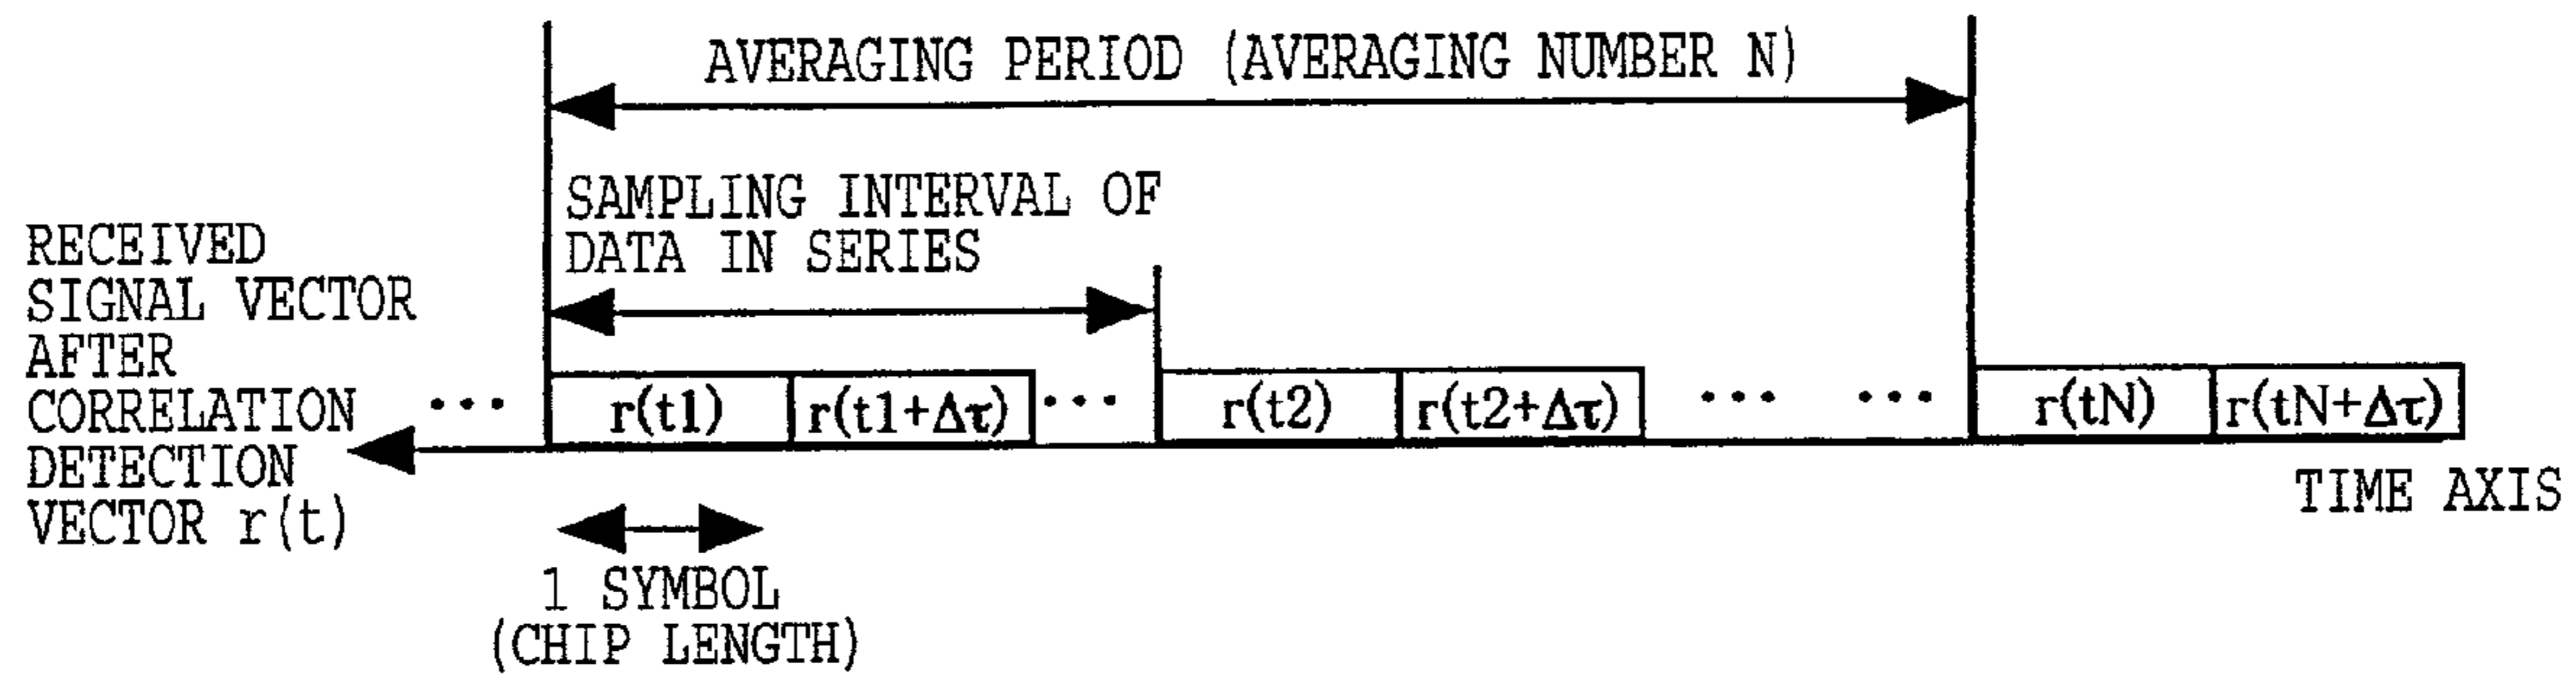 AVERAGING PERIOD (AVERAGING NUMBER N)
SAMPLING INTERVAL OF
DATA IN SERIES
RECEIVED
SIGNAL VECTOR
AFTER
CORRELATION
DETECTION
VECTOR r(t)
... r(t1) r(t1+Δτ) ... r(t2) r(t2+Δτ) ... ... r(tN) r(tN+Δτ)
TIME AXIS
1 SYMBOL
(CHIP LENGTH)